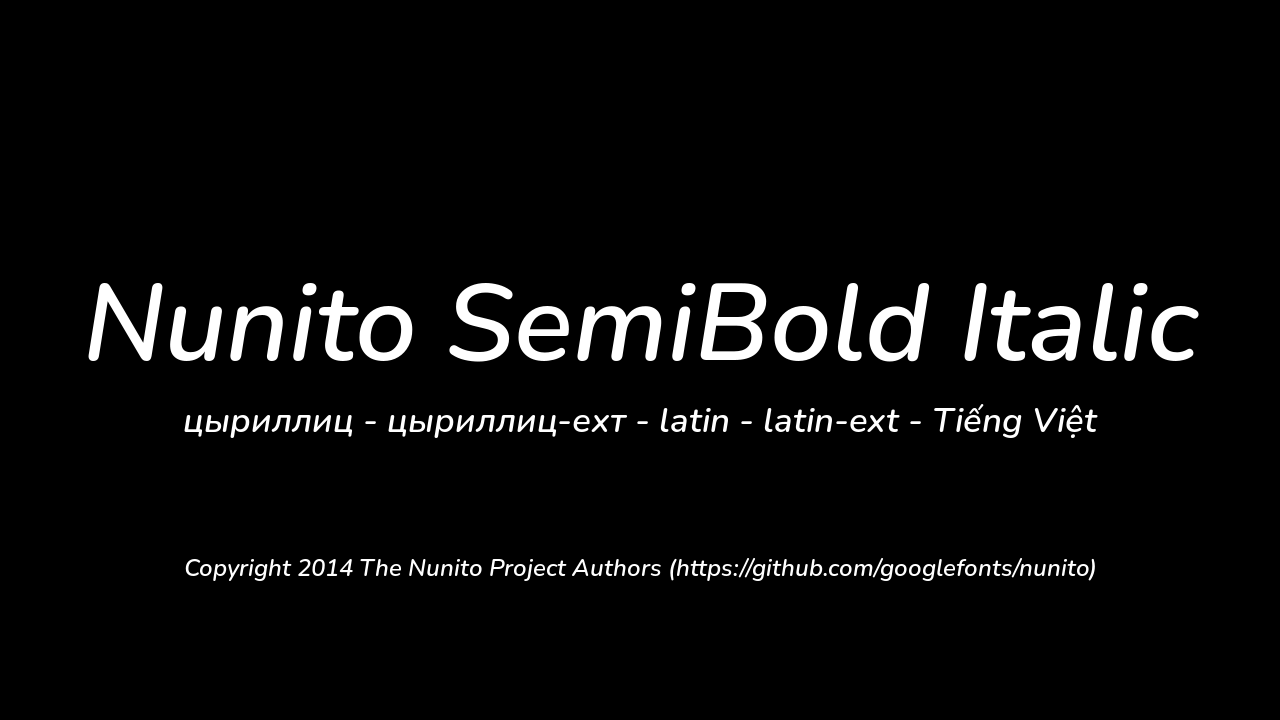 Nunito SemiBold Italic
цыриллиц - цыриллиц-ехт - latin - latin-ext - Tiếng Việt
Copyright 2014 The Nunito Project Authors (https://github.com/googlefonts/nunito)